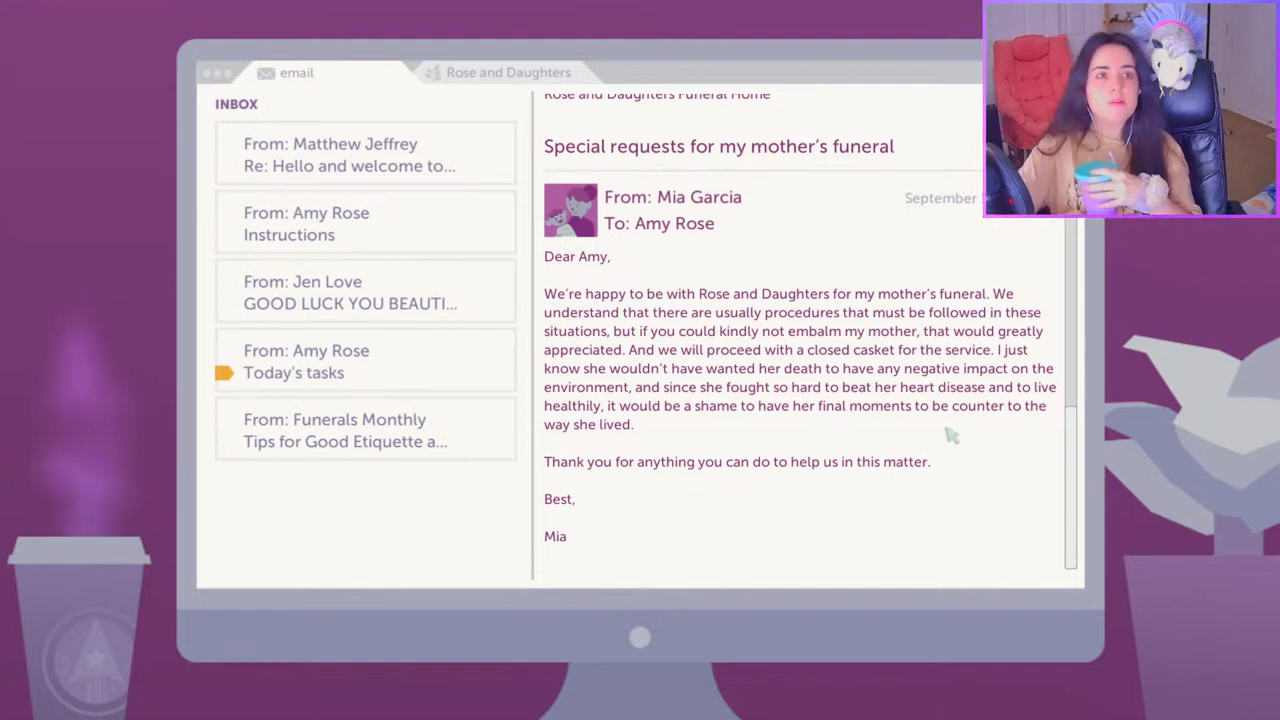 email
Rose and Daughters
INBOX
From: Matthew Jeffrey
Re: Hello and welcome to...
From: Amy Rose
Instructions
From: Jen Love
GOOD LUCK YOU BEAUTI...
From: Amy Rose
Today's tasks
From: Funerals Monthly
Tips for Good Etiquette a...
Rose and Daughters Funeral Home
Special requests for my mother's funeral
From: Mia Garcia
September
To: Amy Rose
Dear Amy,
We're happy to be with Rose and Daughters for my mother's funeral. We
understand that there are usually procedures that must be followed in these
situations, but if you could kindly not embalm my mother, that would greatly
appreciated. And we will proceed with a closed casket for the service. I just
know she wouldn't have wanted her death to have any negative impact on the
environment, and since she fought so hard to beat her heart disease and to live
healthily, it would be a shame to have her final moments to be counter to the
way she lived.
Thank you for anything you can do to help us in this matter.
Best,
Mia